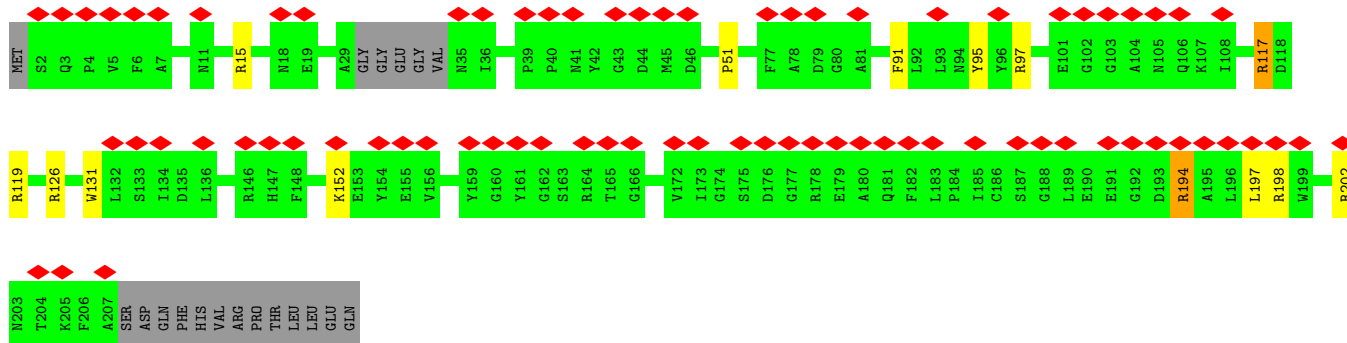 MET S2 Q3 P4 V5 F6 A7 N11 R15 N18 E19 A29 GLY GLY GLU GLY VAL N35 I36 P39 P40 N41 Y42 G43 D44 M45 D46 P51 F77 A78 D79 G80 A81 F91 L92 L93 N94 Y95 Y96 R97 E101 G102 G103 A104 N105 Q106 K107 I108 R117 D118
R119 R126 W131 L132 S133 I134 D135 L136 R146 H147 F148 K152 E153 Y154 E155 V156 Y159 G160 Y161 G162 S163 R164 T165 G166 V172 I173 G174 S175 D176 G177 R178 E179 A180 Q181 F182 L183 P184 I185 C186 S187 G188 L189 E190 E191 G192 D193 R194 A195 L196 L197 R198 W199 R202
N203 T204 K205 F206 A207 SER ASP GLN PHE HIS VAL ARG PRO THR LEU LEU GLU GLN